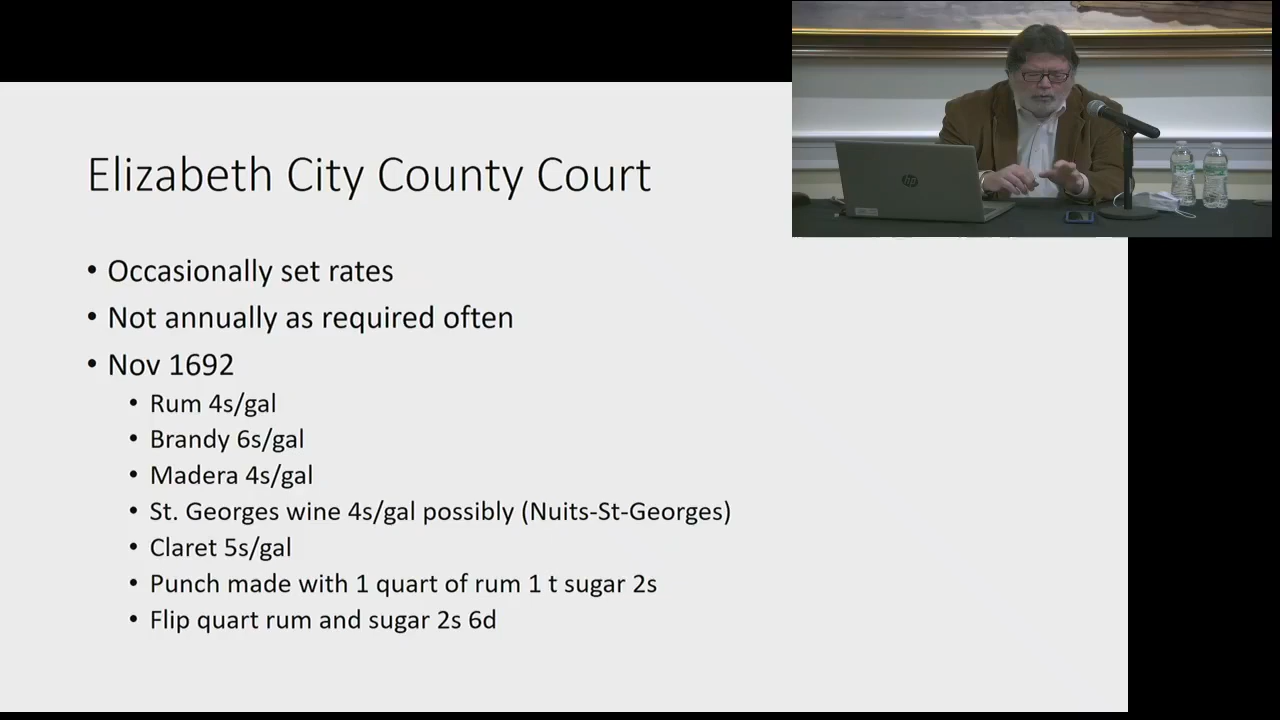 Elizabeth City County Court
• Occasionally set rates
• Not annually as required often
• Nov 1692
• Rum 4s/gal
• Brandy 6s/gal
• Madera 4s/gal
• St. Georges wine 4s/gal possibly (Nuits-St-Georges)
• Claret 5s/gal
• Punch made with 1 quart of rum 1 t sugar 2s
• Flip quart rum and sugar 2s 6d
hp